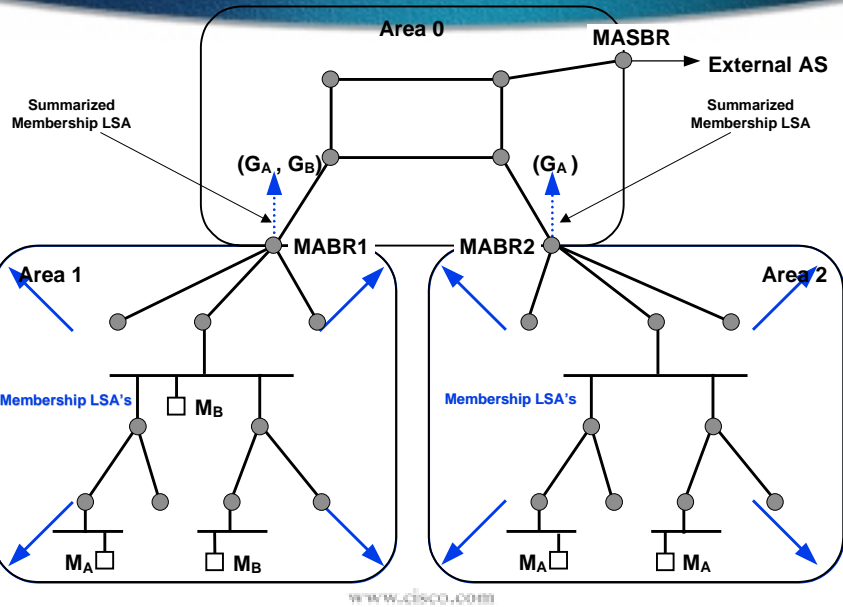 Area 0
MASBR
External AS
Summarized
Membership LSA
Summarized
Membership LSA
(GA , GB)
(GA )
MABR1
MABR2
Area 1
Area 2
Membership LSA's
MB
Membership LSA's
MA
MB
MA
MA
www.cisco.com